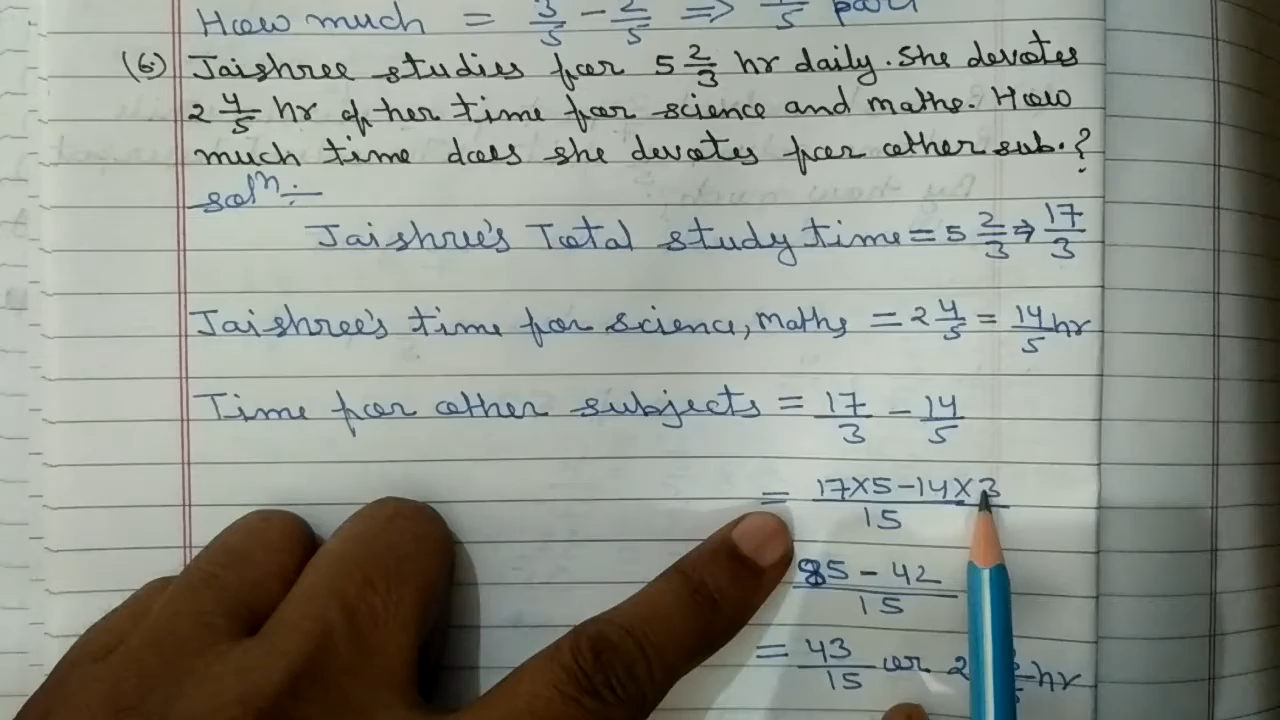 How much = 3/5 - 2/5 ⇒ 1/5 part
(6) Jaishree studies for 5 2/3 hr daily. She devotes
2 4/5 hr of her time for science and maths. How
much time does she devotes for other sub.?
Solⁿ :-
Jaishree's Total study time = 5 2/3 ⇒ 17/3
Jaishree's time for science, maths = 2 4/5 = 14/5 hr
Time for other subjects = 17/3 - 14/5
= 17×5-14×3/15
85 - 42/15
= 43/15 or 2 hr